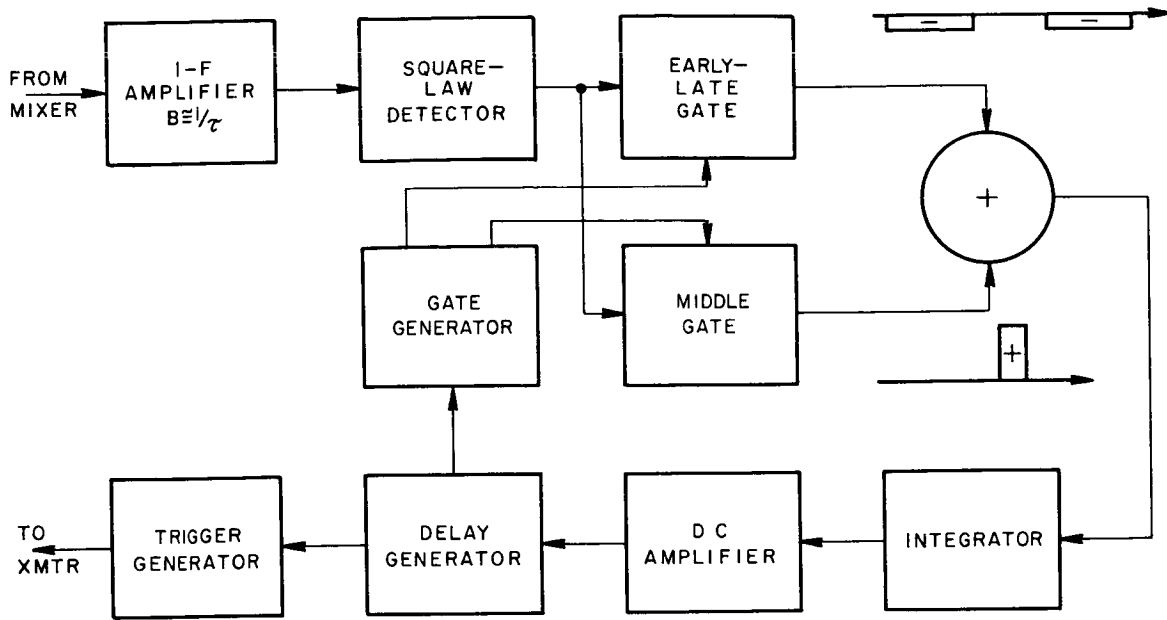 FROM
MIXER
I-F
AMPLIFIER
B≅1/τ
SQUARE-
LAW
DETECTOR
EARLY-
LATE
GATE
-
-
+
GATE
GENERATOR
MIDDLE
GATE
+
TO
XMTR
TRIGGER
GENERATOR
DELAY
GENERATOR
DC
AMPLIFIER
INTEGRATOR